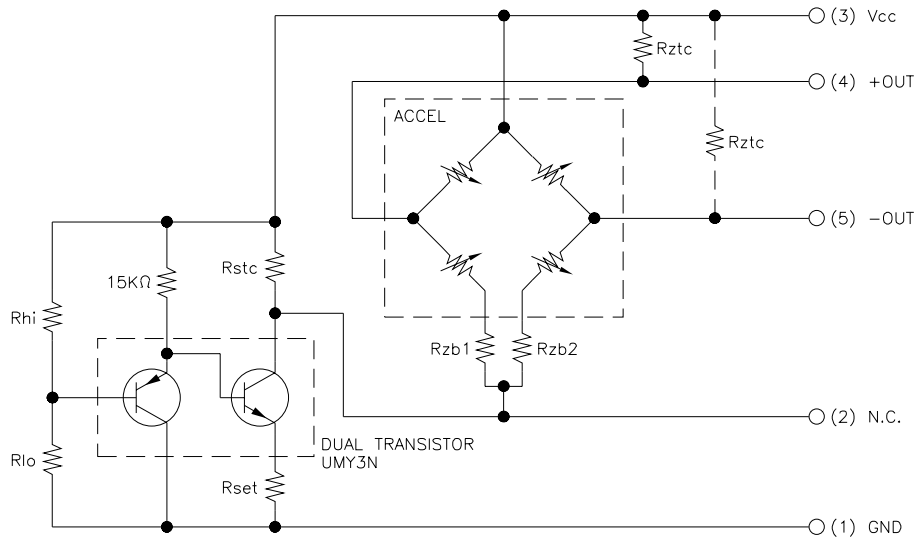 (3) Vcc
Rztc
(4) +OUT
ACCEL
Rztc
(5) -OUT
Rstc
15KΩ
Rhi
Rzb1
Rzb2
(2) N.C.
DUAL TRANSISTOR
UMY3N
Rlo
Rset
(1) GND